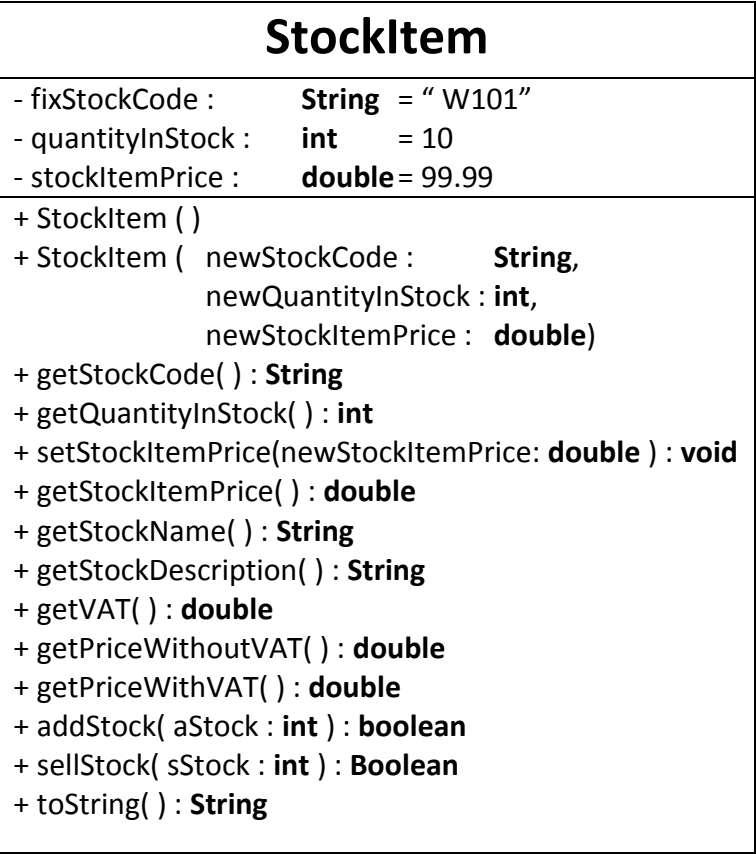 StockItem
- fixStockCode : String = “ W101”
- quantityInStock : int = 10
- stockItemPrice : double = 99.99
+ StockItem ( )
+ StockItem ( newStockCode : String,
newQuantityInStock : int,
newStockItemPrice : double)
+ getStockCode( ) : String
+ getQuantityInStock( ) : int
+ setStockItemPrice(newStockItemPrice: double ) : void
+ getStockItemPrice( ) : double
+ getStockName( ) : String
+ getStockDescription( ) : String
+ getVAT( ) : double
+ getPriceWithoutVAT( ) : double
+ getPriceWithVAT( ) : double
+ addStock( aStock : int ) : boolean
+ sellStock( sStock : int ) : Boolean
+ toString( ) : String